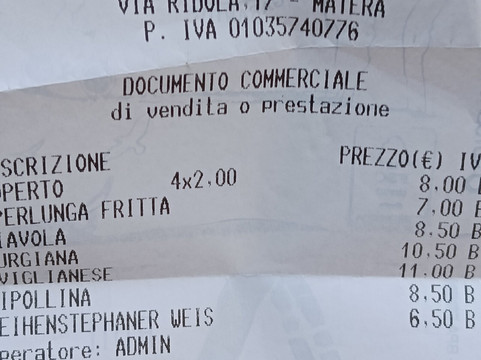 VIA RIDOLA,17 - MATERA
P. IVA 01035740776
DOCUMENTO COMMERCIALE
di vendita o prestazione
SCRIZIONE PREZZO(€) IV
OPERTO 4x2,00 8,00
PERLUNGA FRITTA 7,00
IAVOLA 8,50 B
URGIANA 10,50 B
VIGLIANESE 11,00 B
IPOLLINA 8,50 B
EIHENSTEPHANER WEIS 6,50 B
peratore: ADMIN